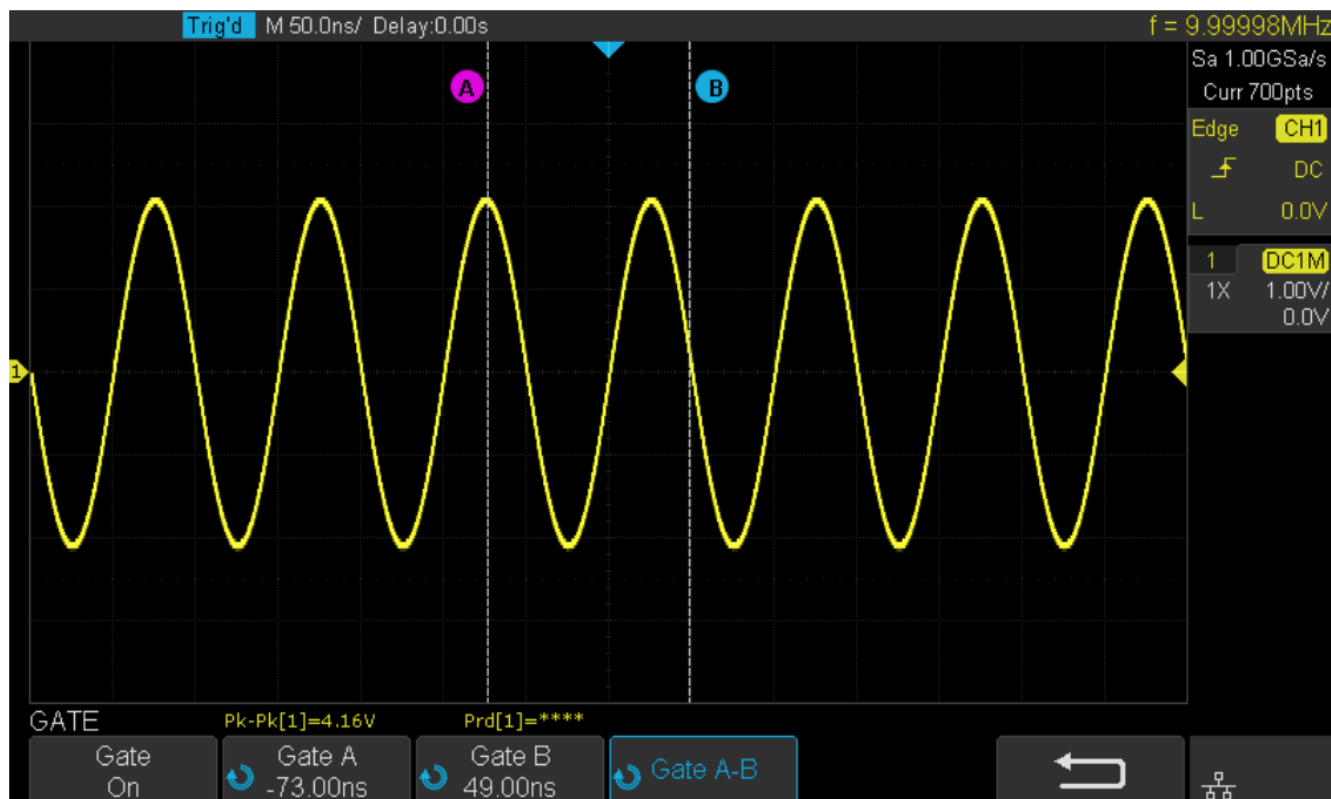 Trig'd M 50.0ns/ Delay:0.00s f = 9.99998MHz
Sa 1.00GSa/s
Curr 700pts
A B
Edge CH1
DC
L 0.0V
1 DC1M
1X 1.00V/
0.0V
1
GATE Pk-Pk[1]=4.16V Prd[1]=****
Gate Gate A Gate B Gate A-B
On -73.00ns 49.00ns